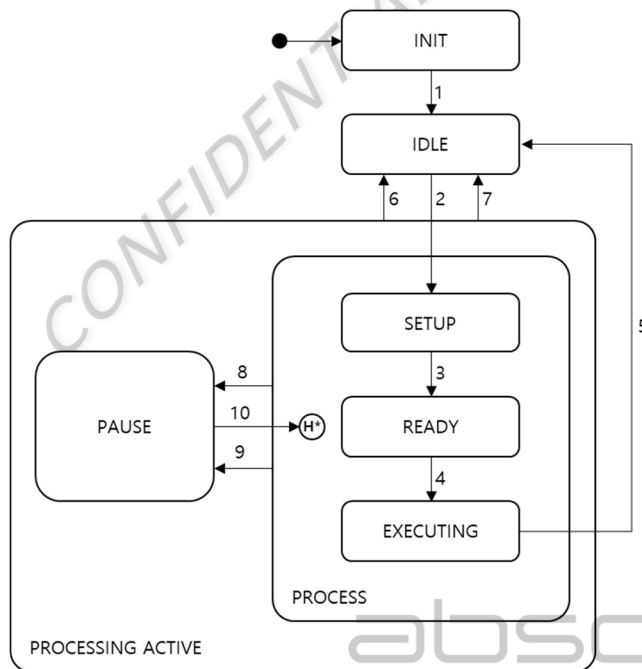 INIT
1
IDLE
6
2
7
SETUP
5
3
8
10
H*
PAUSE
READY
9
4
EXECUTING
PROCESS
PROCESSING ACTIVE
CONFIDENT